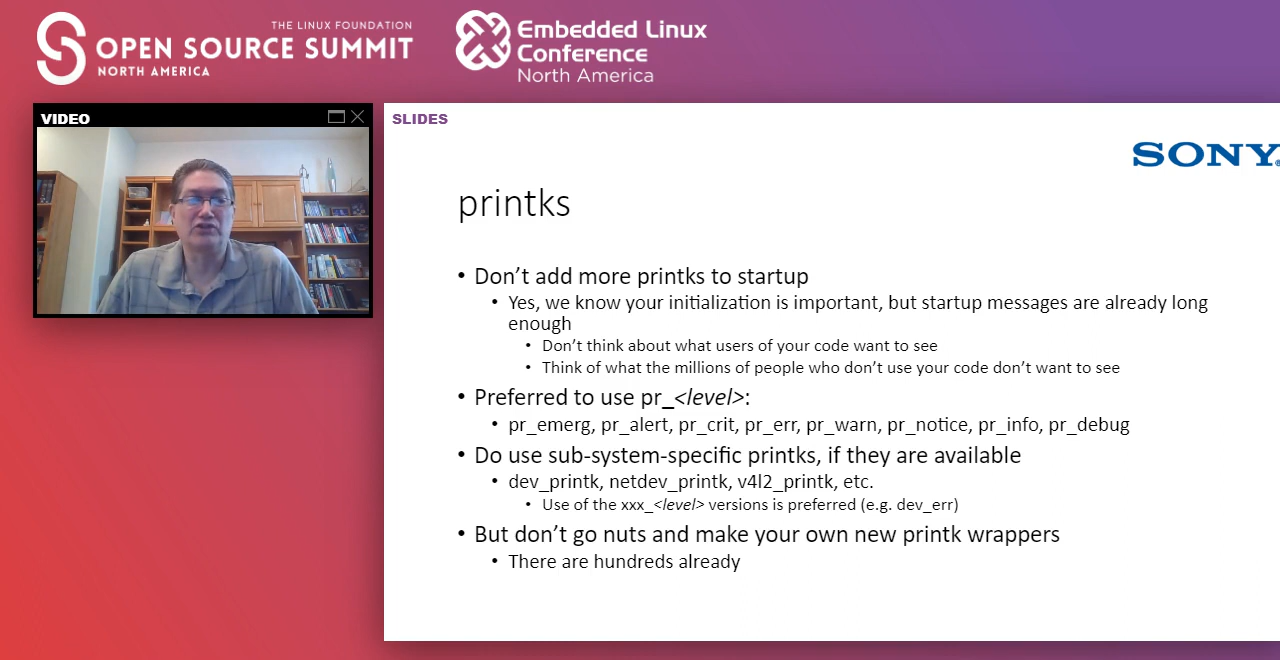 THE LINUX FOUNDATION
OPEN SOURCE SUMMIT
NORTH AMERICA
Embedded Linux
Conference
North America
VIDEO
SLIDES
SONY
printks
• Don’t add more printks to startup
• Yes, we know your initialization is important, but startup messages are already long
enough
• Don’t think about what users of your code want to see
• Think of what the millions of people who don’t use your code don’t want to see
• Preferred to use pr_<level>:
• pr_emerg, pr_alert, pr_crit, pr_err, pr_warn, pr_notice, pr_info, pr_debug
• Do use sub-system-specific printks, if they are available
• dev_printk, netdev_printk, v4l2_printk, etc.
• Use of the xxx_<level> versions is preferred (e.g. dev_err)
• But don’t go nuts and make your own new printk wrappers
• There are hundreds already